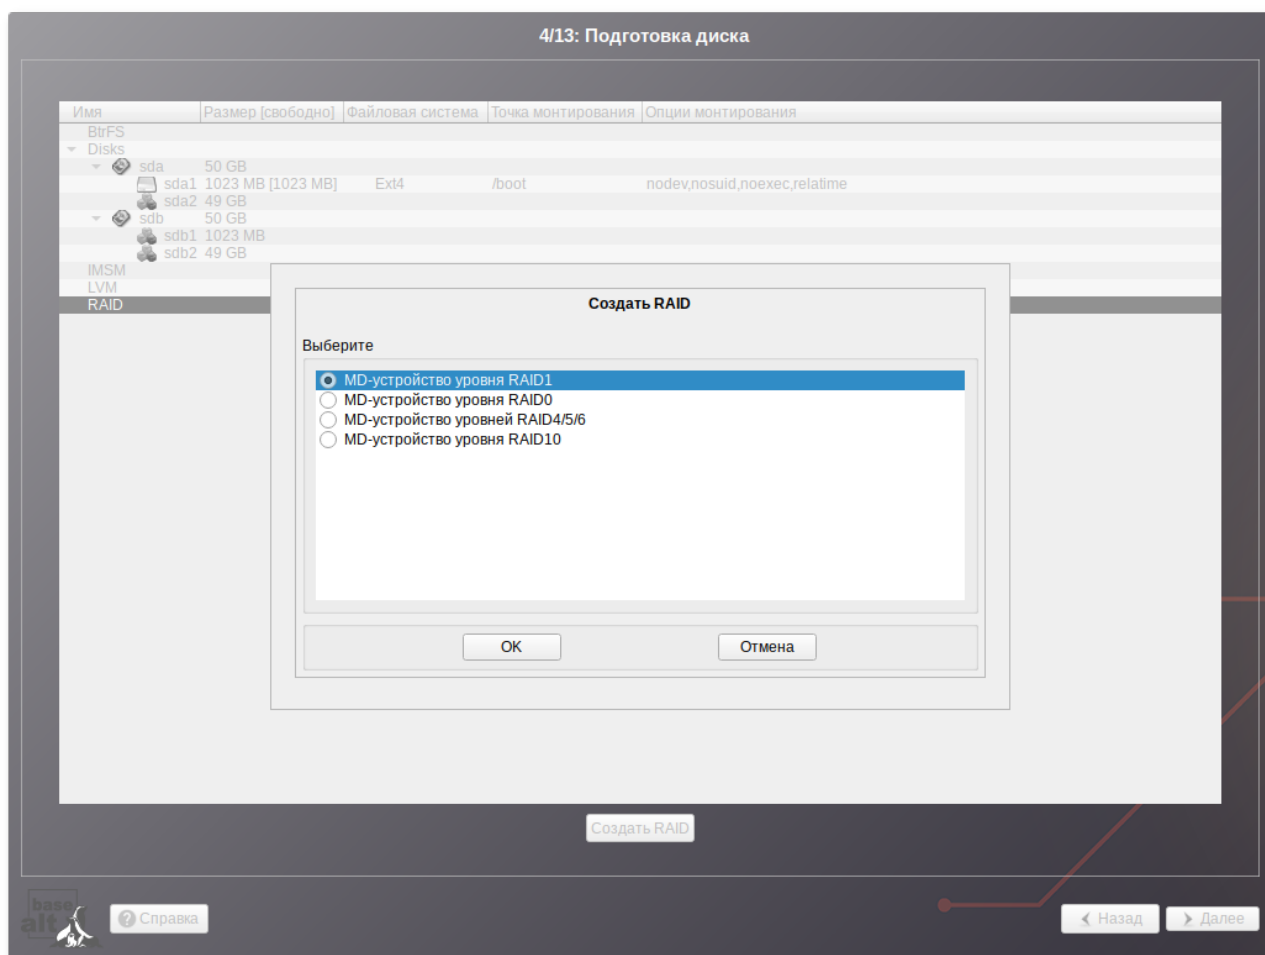 4/13: Подготовка диска
Имя Размер [свободно] Файловая система Точка монтирования Опции монтирования
BtrFS
Disks
sda 50 GB
sda1 1023 MB [1023 MB] Ext4 /boot nodev,nosuid,noexec,relatime
sda2 49 GB
sdb 50 GB
sdb1 1023 MB
sdb2 49 GB
IMSM
LVM
RAID
Создать RAID
Выберите
MD-устройство уровня RAID1
MD-устройство уровня RAID0
MD-устройство уровней RAID4/5/6
MD-устройство уровня RAID10
OK Отмена
Создать RAID
base
alt
Справка Назад Далее